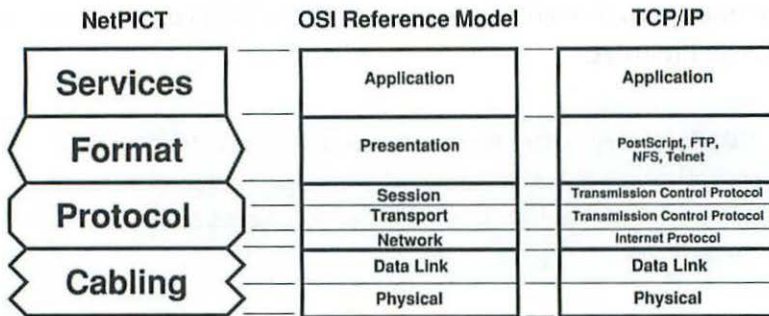 NetPICT
OSI Reference Model
TCP/IP
Services
Application
Application
Format
Presentation
PostScript, FTP,
NFS, Telnet
Protocol
Session
Transmission Control Protocol
Transport
Transmission Control Protocol
Network
Internet Protocol
Cabling
Data Link
Data Link
Physical
Physical